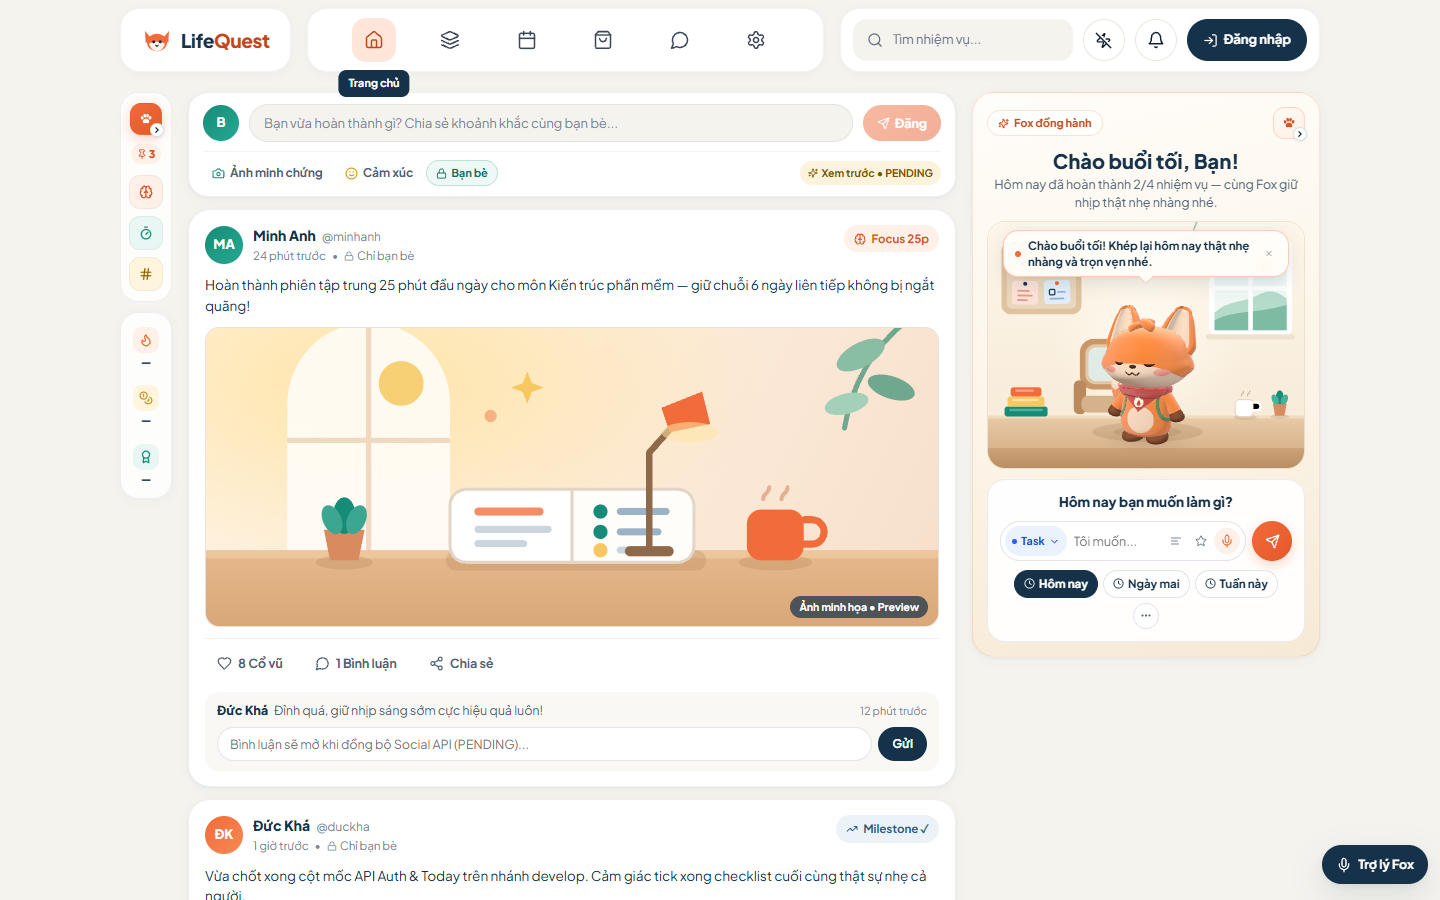 LifeQuest
Tìm nhiệm vụ...
Đăng nhập
Trang chủ
3
B
Bạn vừa hoàn thành gì? Chia sẻ khoảnh khắc cùng bạn bè...
Đăng
Ảnh minh chứng
Cảm xúc
Bạn bè
Xem trước • PENDING
MA
Minh Anh @minhanh
24 phút trước • Chỉ bạn bè
Focus 25p
Hoàn thành phiên tập trung 25 phút đầu ngày cho môn Kiến trúc phần mềm — giữ chuỗi 6 ngày liên tiếp không bị ngắt
quãng!
Ảnh minh họa • Preview
8 Cổ vũ
1 Bình luận
Chia sẻ
Đức Khá Đỉnh quá, giữ nhịp sáng sớm cực hiệu quả luôn!
12 phút trước
Bình luận sẽ mở khi đồng bộ Social API (PENDING)...
Gửi
ĐK
Đức Khá @duckha
1 giờ trước • Chỉ bạn bè
Milestone ✓
Vừa chốt xong cột mốc API Auth & Today trên nhánh develop. Cảm giác tick xong checklist cuối cùng thật sự nhẹ cả
người.
Fox đồng hành
Chào buổi tối, Bạn!
Hôm nay đã hoàn thành 2/4 nhiệm vụ — cùng Fox giữ
nhịp thật nhẹ nhàng nhé.
Chào buổi tối! Khép lại hôm nay thật nhẹ
nhàng và trọn vẹn nhé.
Hôm nay bạn muốn làm gì?
Task
Tôi muốn...
Hôm nay
Ngày mai
Tuần này
Trợ lý Fox